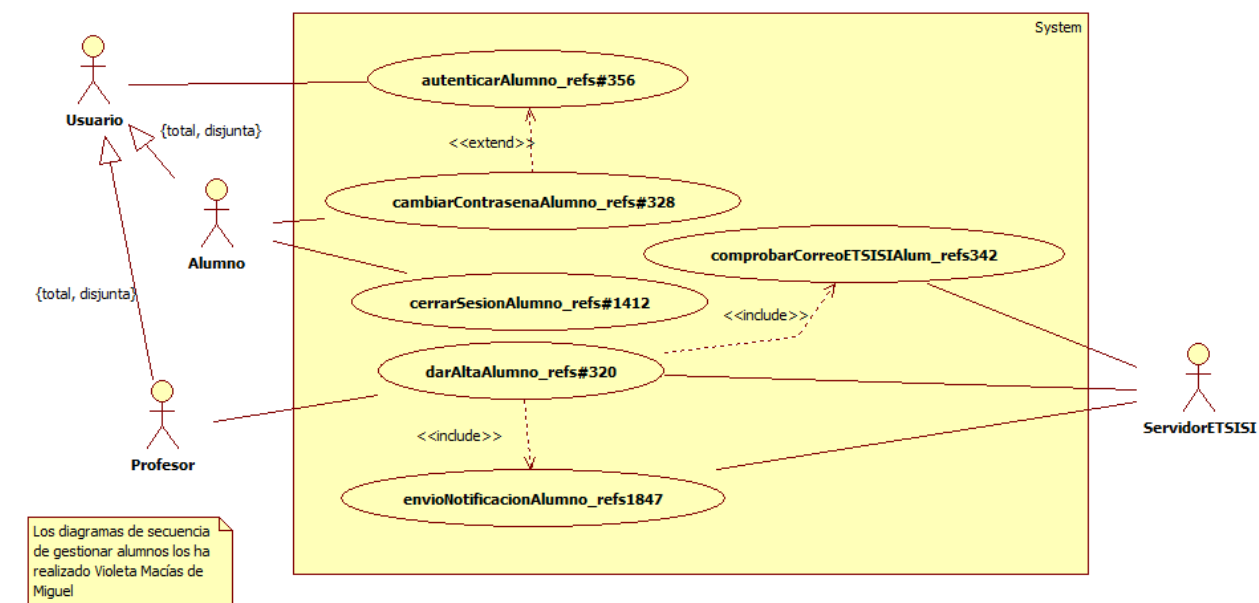 System
autenticarAlumno_refs#356
Usuario
{total, disjunta}
<<extend>>
cambiarContrasenaAlumno_refs#328
Alumno
comprobarCorreoETSISIAlum_refs342
{total, disjunta}
cerrarSesionAlumno_refs#1412
<<include>>
darAltaAlumno_refs#320
ServidorETSISI
<<include>>
Profesor
envioNotificacionAlumno_refs1847
Los diagramas de secuencia
de gestionar alumnos los ha
realizado Violeta Macías de
Miguel